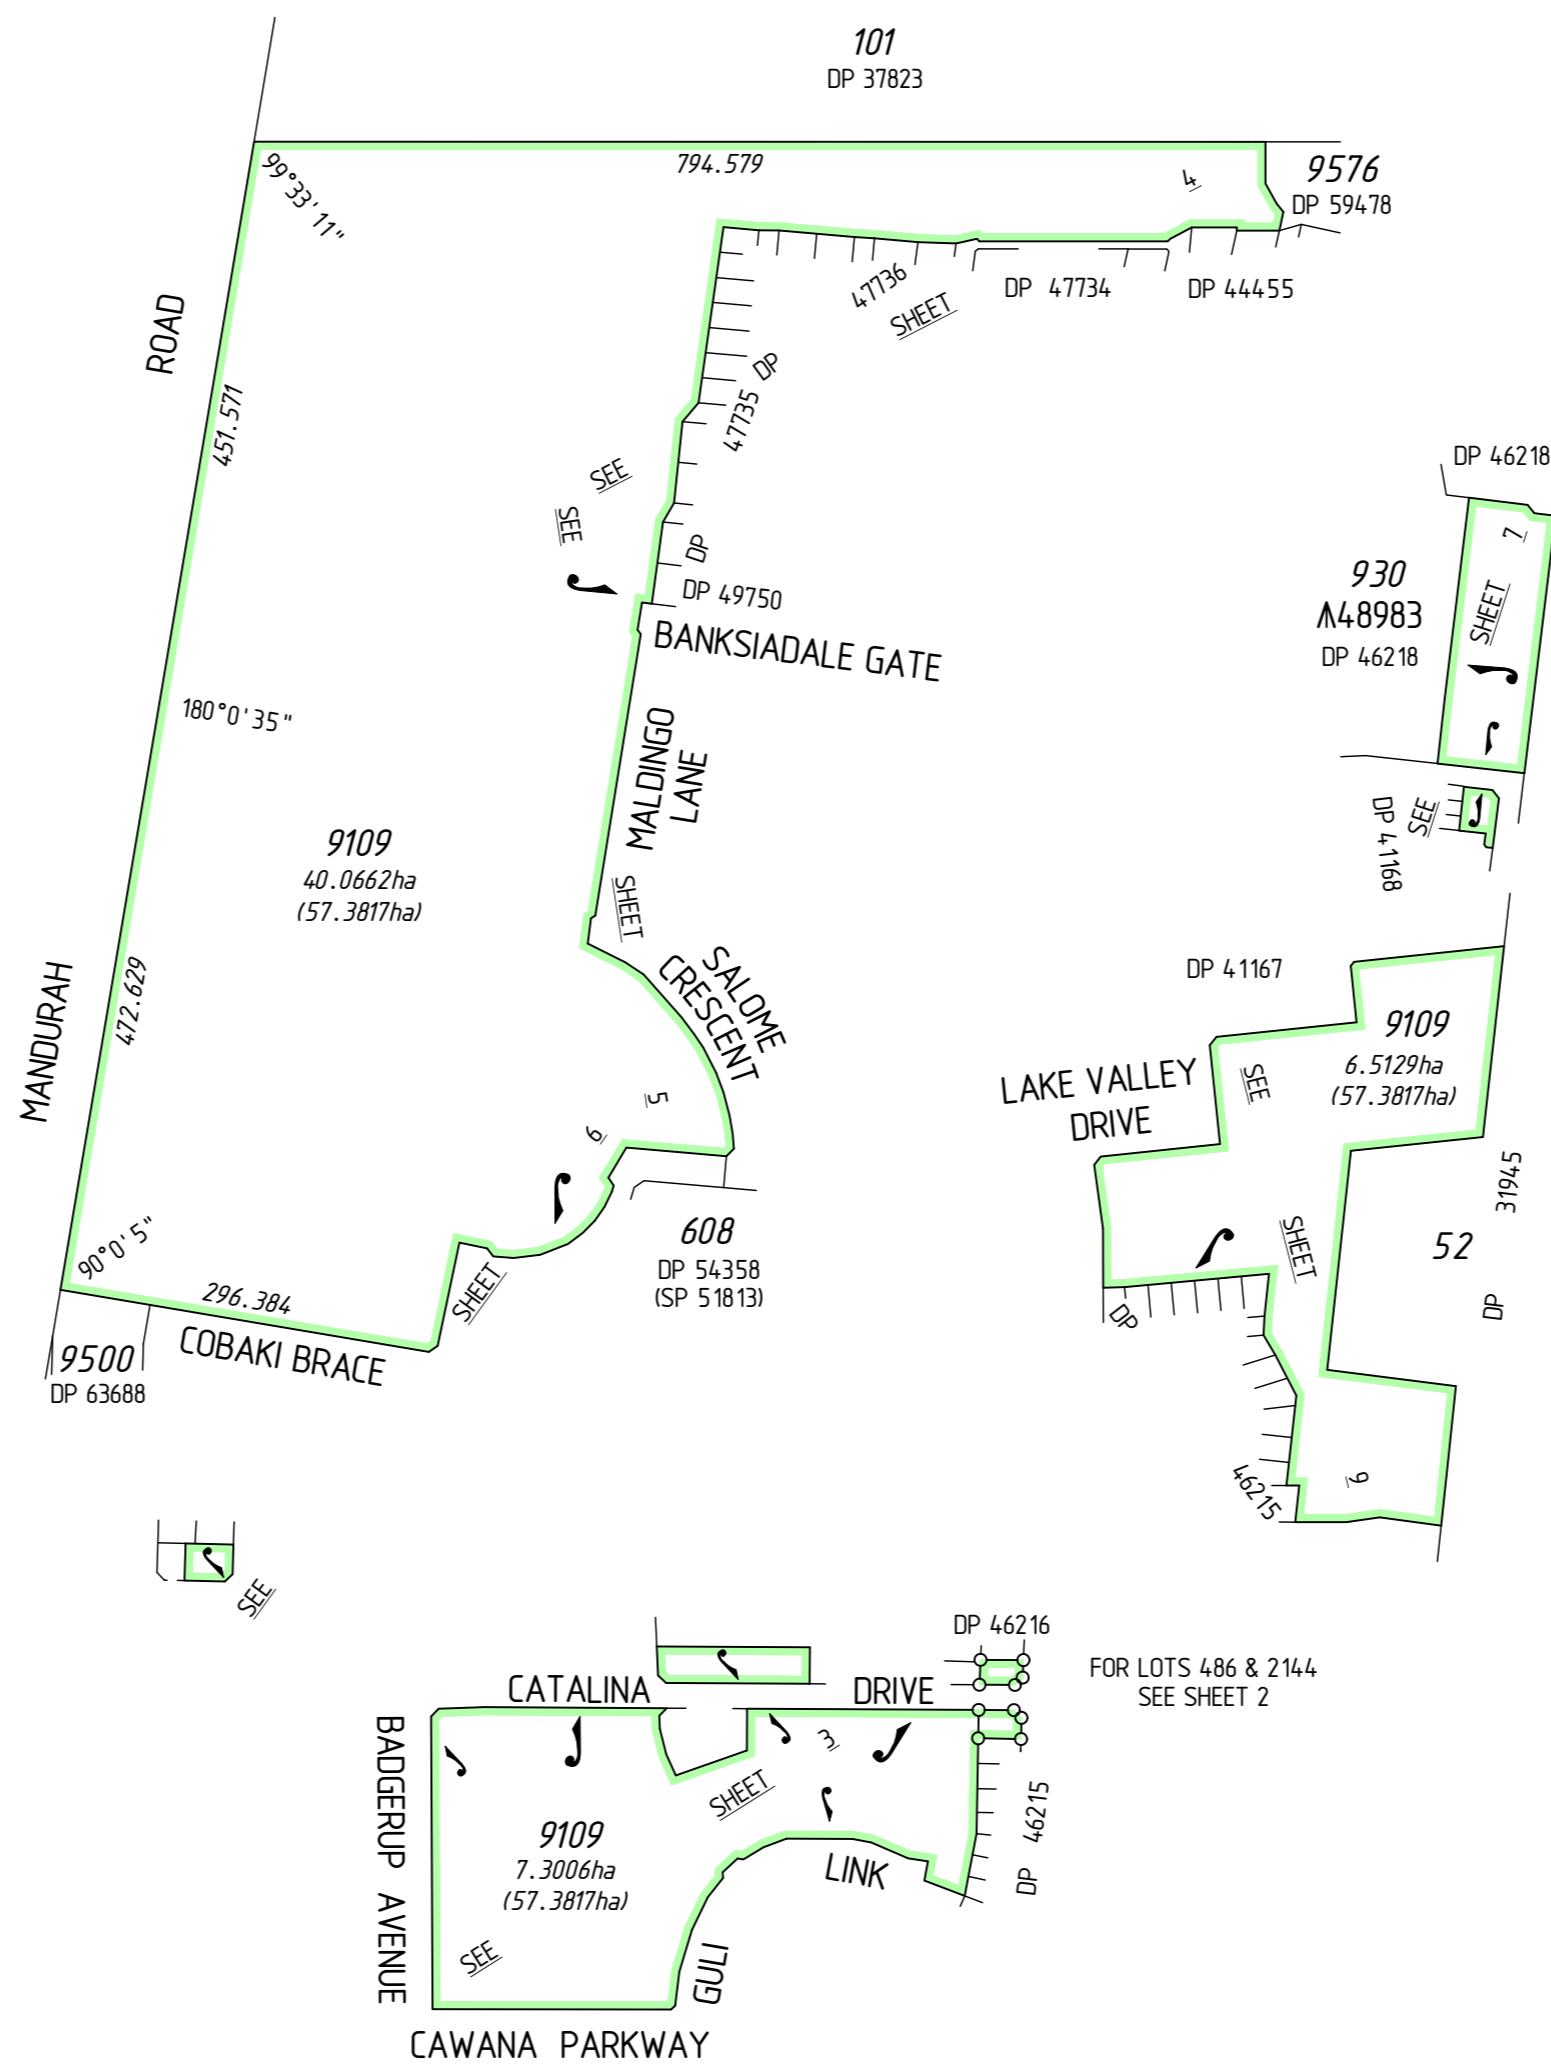 101
DP 37823
9576
DP 59478
794.579
4
99°33'11"
47736
SHEET
DP 47734
DP 44455
ROAD
451.571
DP
47735
SEE
SEE
DP
DP 49750
BANKSIADALE GATE
DP 46218
7
SHEET
930
48983
DP 46218
180°0'35"
MALDINGO
LANE
9109
40.0662ha
(57.3817ha)
SHEET
SEE
DP 41168
MANDURAH
472.629
SALOME
CRESCENT
DP 41167
9109
6.5129ha
(57.3817ha)
SEE
LAKE VALLEY
DRIVE
5
6
SHEET
90°0'5"
296.384
COBAKI BRACE
9500
DP 63688
608
DP 54358
(SP 51813)
31945
DP
52
SHEET
DP
46215
9
SEE
DP 46216
FOR LOTS 486 & 2144
SEE SHEET 2
CATALINA
DRIVE
BADGERUP AVENUE
3
SHEET
9109
7.3006ha
(57.3817ha)
LINK
DP 46215
SEE
GULI
CAWANA PARKWAY